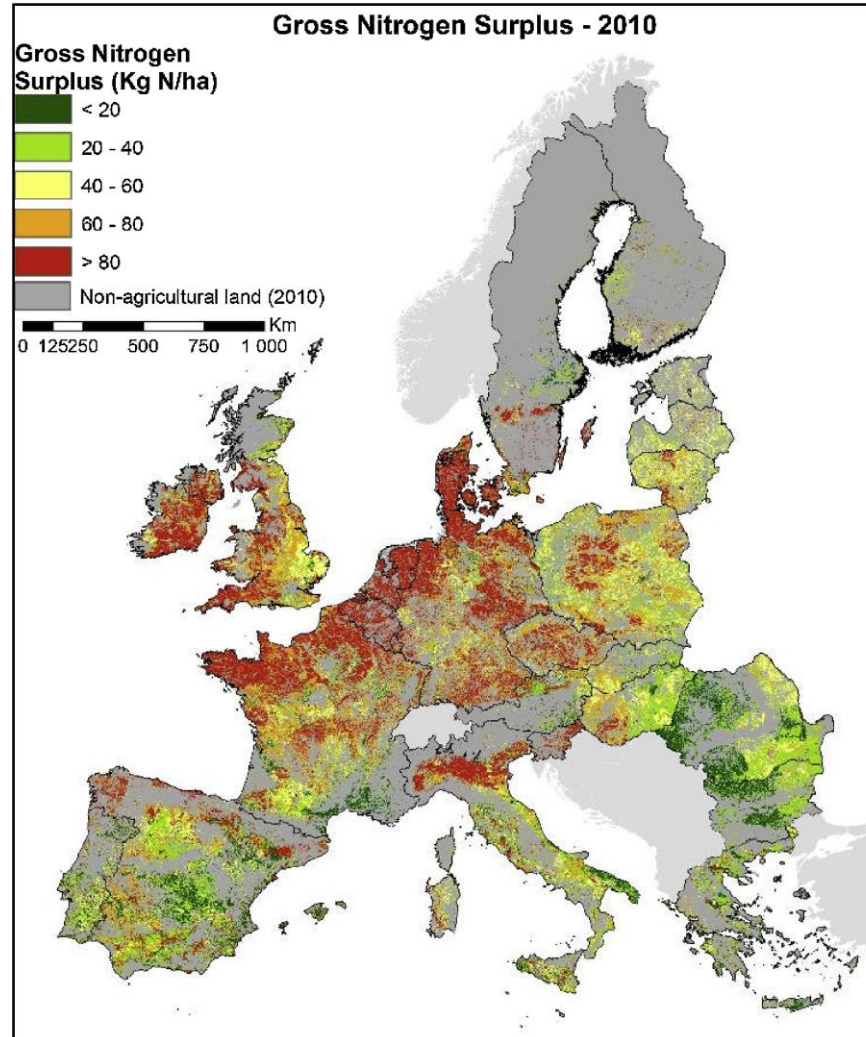 Gross Nitrogen Surplus - 2010
Gross Nitrogen
Surplus (Kg N/ha)
< 20
20 - 40
40 - 60
60 - 80
> 80
Non-agricultural land (2010)
Km
0 125250 500 750 1 000